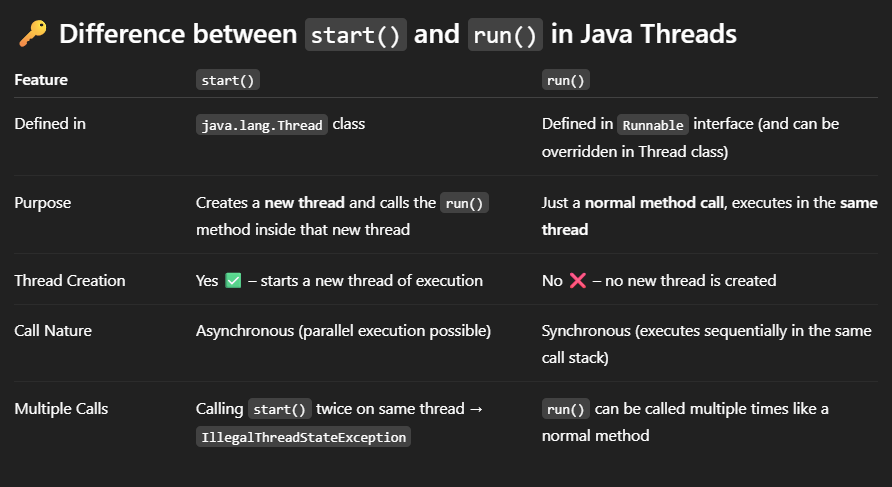 🔑 Difference between start() and run() in Java Threads
Feature start() run()
Defined in java.lang.Thread class Defined in Runnable interface (and can be
overridden in Thread class)
Purpose Creates a new thread and calls the run() Just a normal method call, executes in the same
method inside that new thread thread
Thread Creation Yes ✅ – starts a new thread of execution No ❌ – no new thread is created
Call Nature Asynchronous (parallel execution possible) Synchronous (executes sequentially in the same
call stack)
Multiple Calls Calling start() twice on same thread → run() can be called multiple times like a
IllegalThreadStateException normal method